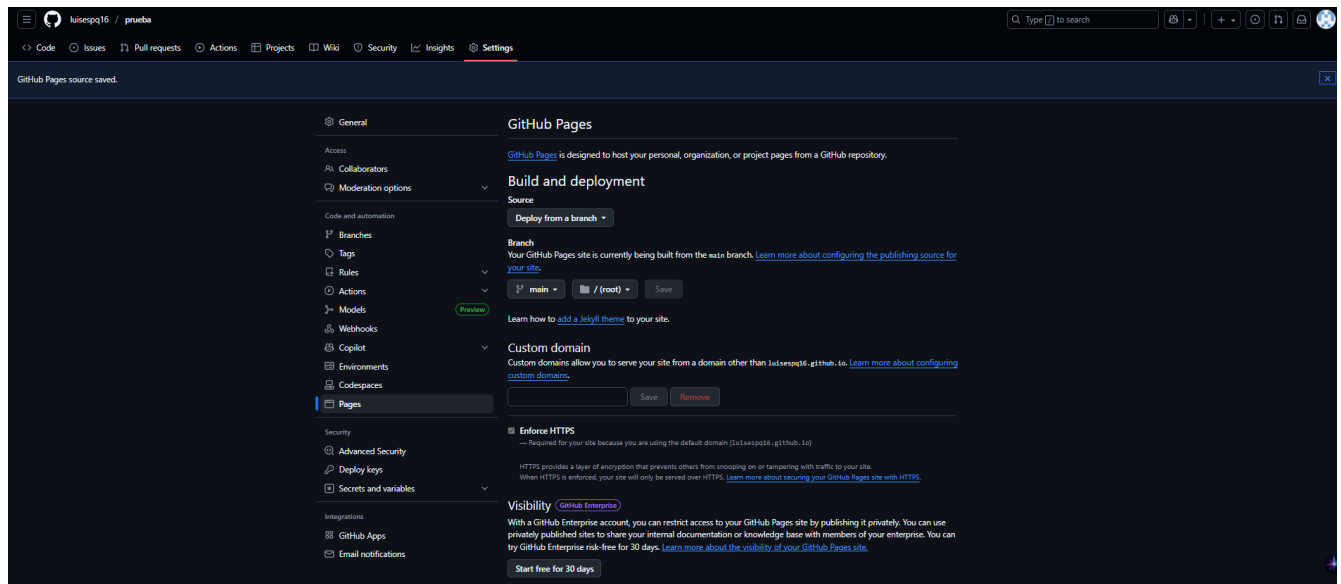 luisespq16 / prueba
Type / to search
Code Issues Pull requests Actions Projects Wiki Security Insights Settings
GitHub Pages source saved.
General
Access
Collaborators
Moderation options
Code and automation
Branches
Tags
Rules
Actions
Models Preview
Webhooks
Copilot
Environments
Codespaces
Pages
Security
Advanced Security
Deploy keys
Secrets and variables
Integrations
GitHub Apps
Email notifications
GitHub Pages
GitHub Pages is designed to host your personal, organization, or project pages from a GitHub repository.
Build and deployment
Source
Deploy from a branch
Branch
Your GitHub Pages site is currently being built from the main branch. Learn more about configuring the publishing source for
your site.
main / (root) Save
Learn how to add a Jekyll theme to your site.
Custom domain
Custom domains allow you to serve your site from a domain other than luisespq16.github.io. Learn more about configuring
custom domains.
Save Remove
Enforce HTTPS
— Required for your site because you are using the default domain (luisespq16.github.io)
HTTPS provides a layer of encryption that prevents others from snooping on or tampering with traffic to your site.
When HTTPS is enforced, your site will only be served over HTTPS. Learn more about securing your GitHub Pages site with HTTPS.
Visibility GitHub Enterprise
With a GitHub Enterprise account, you can restrict access to your GitHub Pages site by publishing it privately. You can use
privately published sites to share your internal documentation or knowledge base with members of your enterprise. You can
try GitHub Enterprise risk-free for 30 days. Learn more about the visibility of your GitHub Pages site.
Start free for 30 days